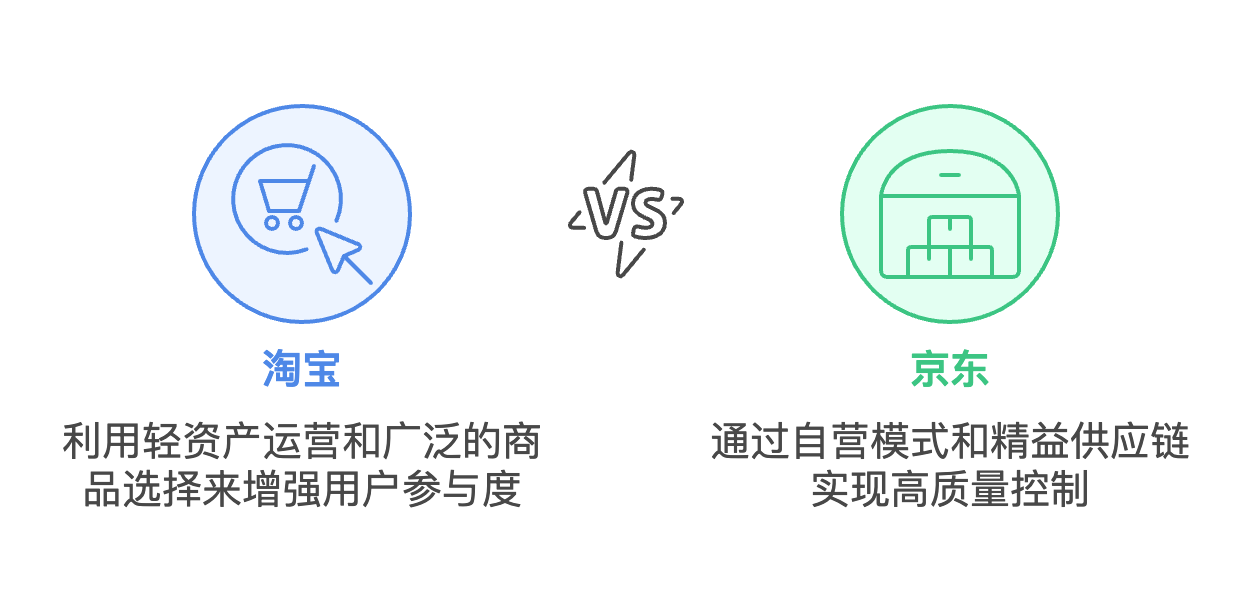 VS
淘宝
利用轻资产运营和广泛的商
品选择来增强用户参与度
京东
通过自营模式和精益供应链
实现高质量控制